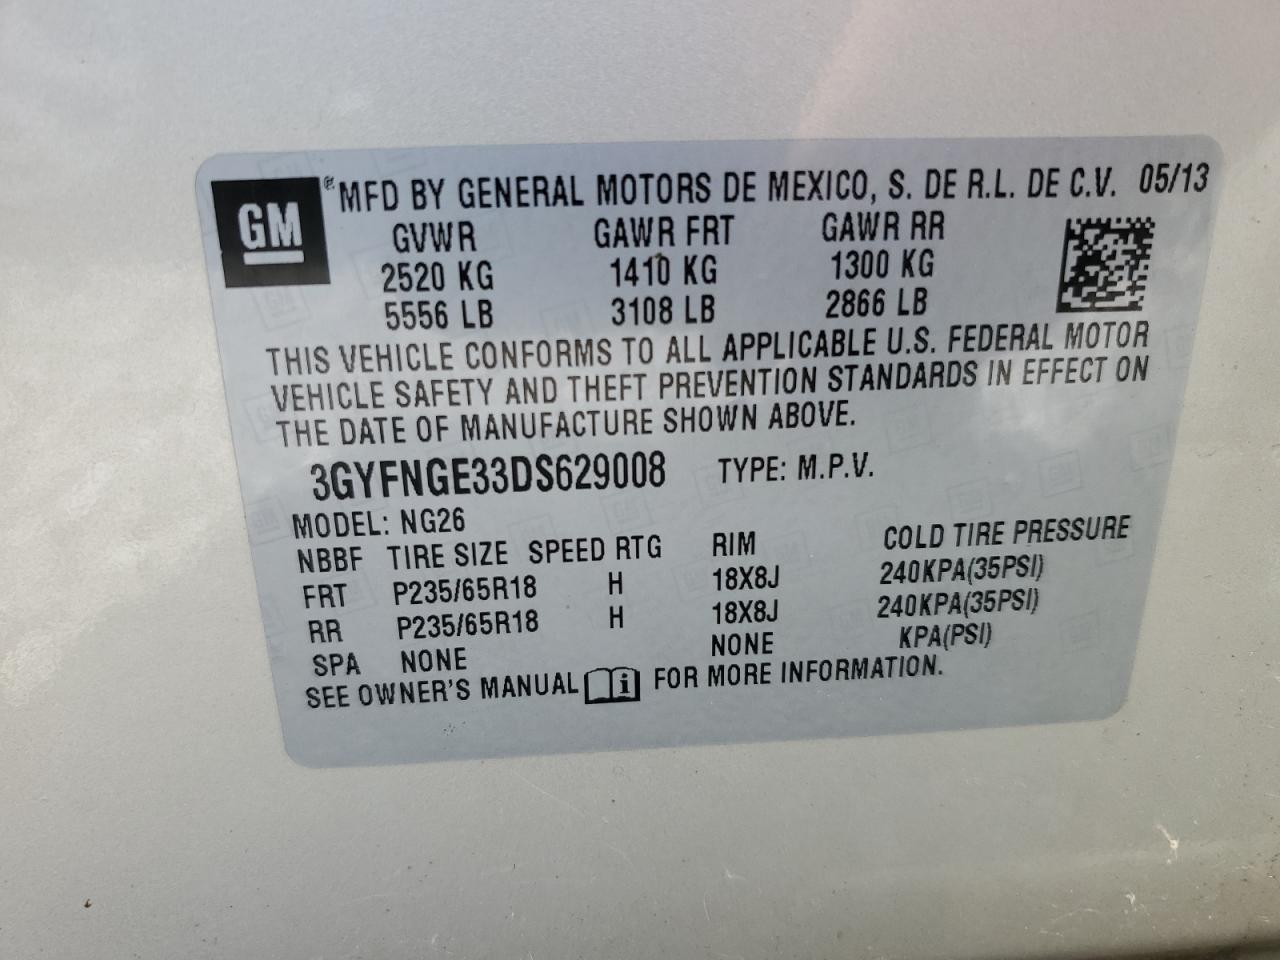 GM
® MFD BY GENERAL MOTORS DE MEXICO, S. DE R.L. DE C.V. 05/13
GVWR GAWR FRT GAWR RR
2520 KG 1410 KG 1300 KG
5556 LB 3108 LB 2866 LB
THIS VEHICLE CONFORMS TO ALL APPLICABLE U.S. FEDERAL MOTOR
VEHICLE SAFETY AND THEFT PREVENTION STANDARDS IN EFFECT ON
THE DATE OF MANUFACTURE SHOWN ABOVE.
3GYFNGE33DS629008 TYPE: M.P.V.
MODEL: NG26
NBBF TIRE SIZE SPEED RTG RIM COLD TIRE PRESSURE
FRT P235/65R18 H 18X8J 240KPA(35PSI)
RR P235/65R18 H 18X8J 240KPA(35PSI)
SPA NONE NONE KPA(PSI)
SEE OWNER'S MANUAL i FOR MORE INFORMATION.